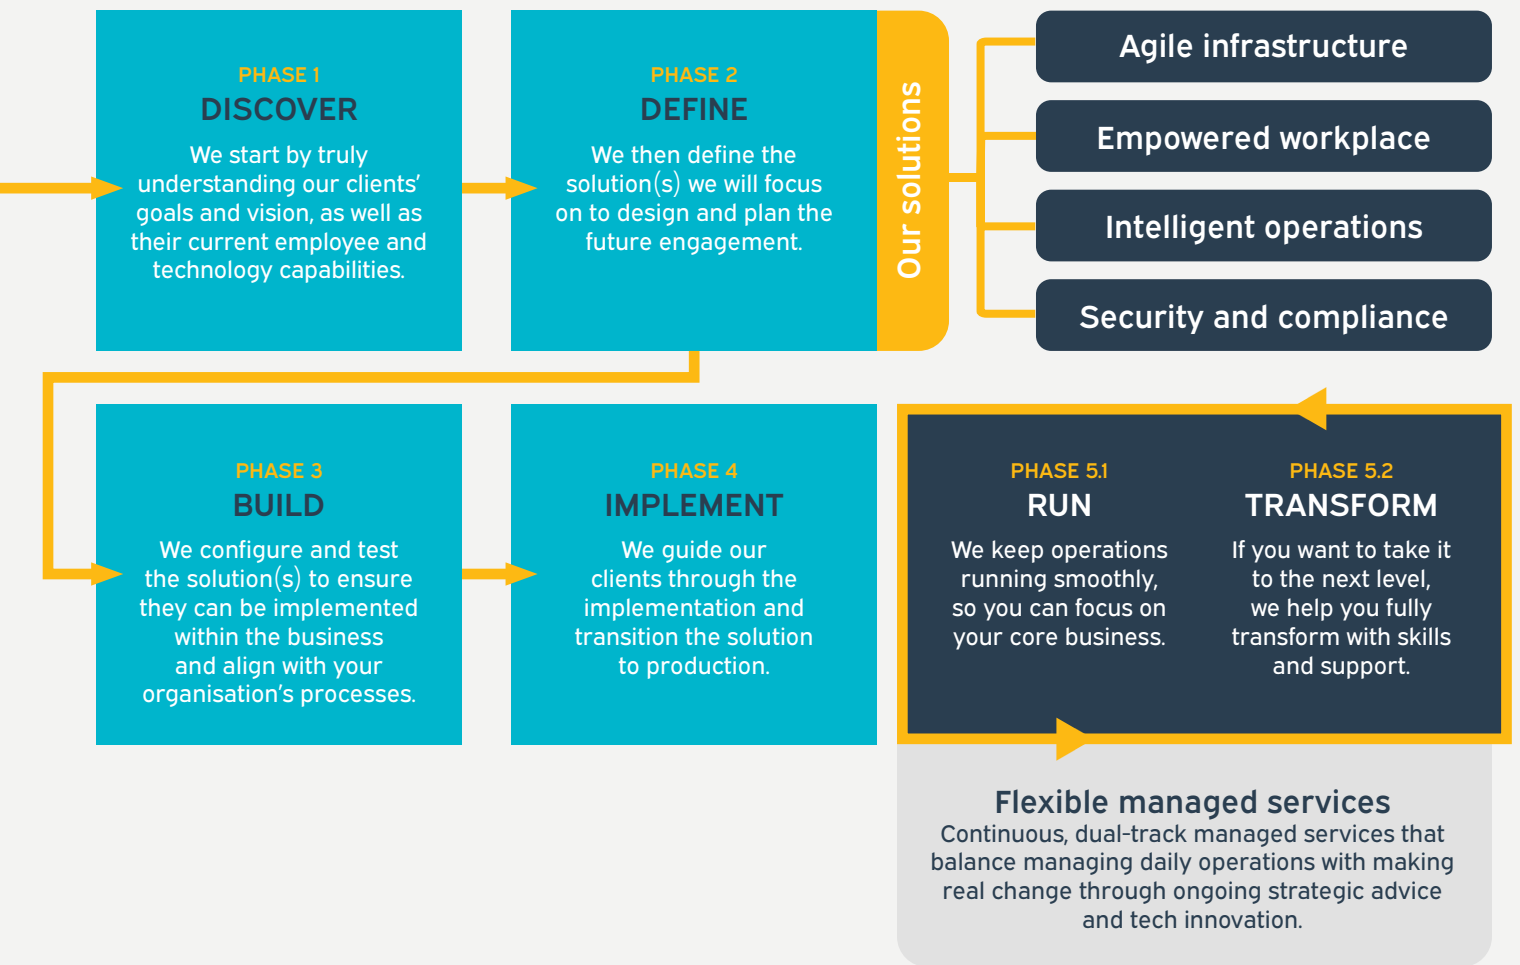 PHASE 1
DISCOVER
We start by truly
understanding our clients’
goals and vision, as well as
their current employee and
technology capabilities.
PHASE 2
DEFINE
We then define the
solution(s) we will focus
on to design and plan the
future engagement.
Our solutions
Agile infrastructure
Empowered workplace
Intelligent operations
Security and compliance
PHASE 3
BUILD
We configure and test
the solution(s) to ensure
they can be implemented
within the business
and align with your
organisation’s processes.
PHASE 4
IMPLEMENT
We guide our
clients through the
implementation and
transition the solution
to production.
PHASE 5.1
RUN
We keep operations
running smoothly,
so you can focus on
your core business.
PHASE 5.2
TRANSFORM
If you want to take it
to the next level,
we help you fully
transform with skills
and support.
Flexible managed services
Continuous, dual-track managed services that
balance managing daily operations with making
real change through ongoing strategic advice
and tech innovation.